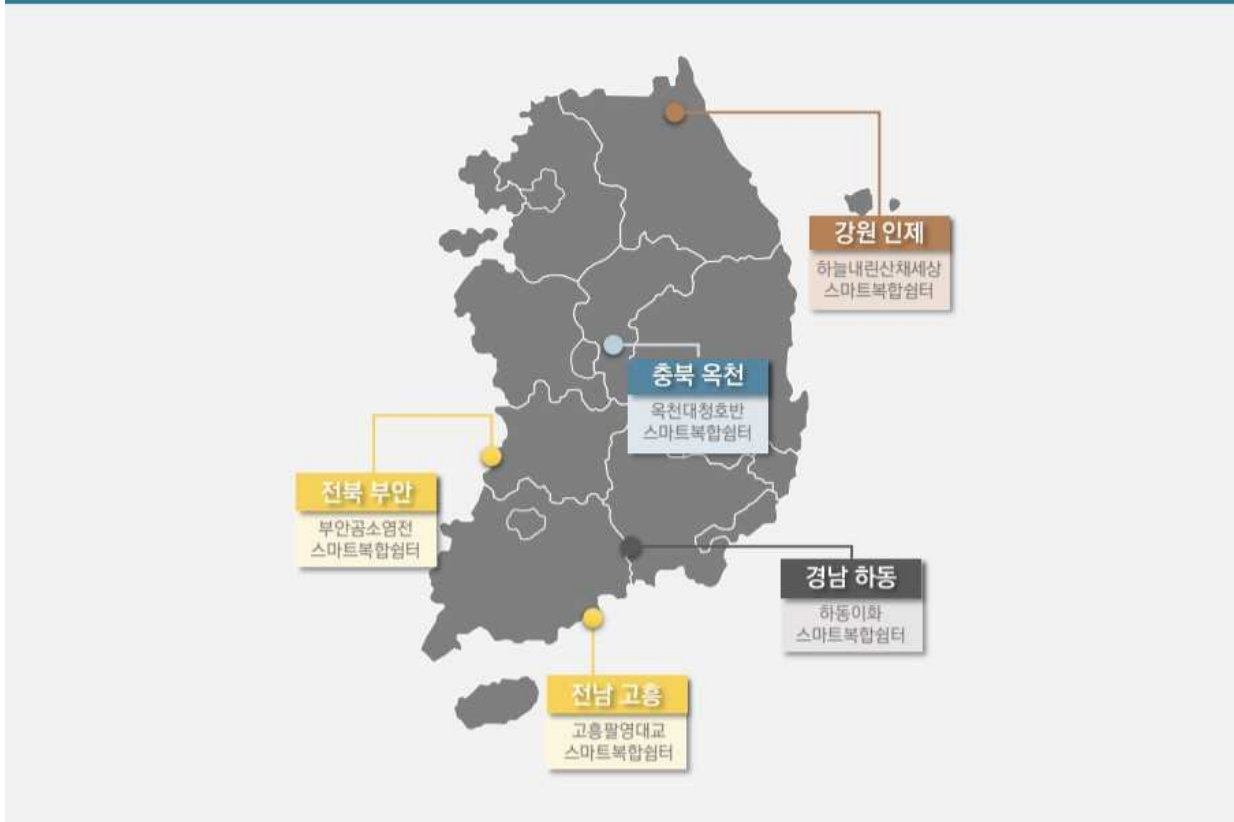 강원 인제
하늘내린산채세상
스마트복합쉼터
충북 옥천
옥천대청호반
스마트복합쉼터
전북 부안
부안곰소염전
스마트복합쉼터
경남 하동
하동이화
스마트복합쉼터
전남 고흥
고흥팔영대교
스마트복합쉼터